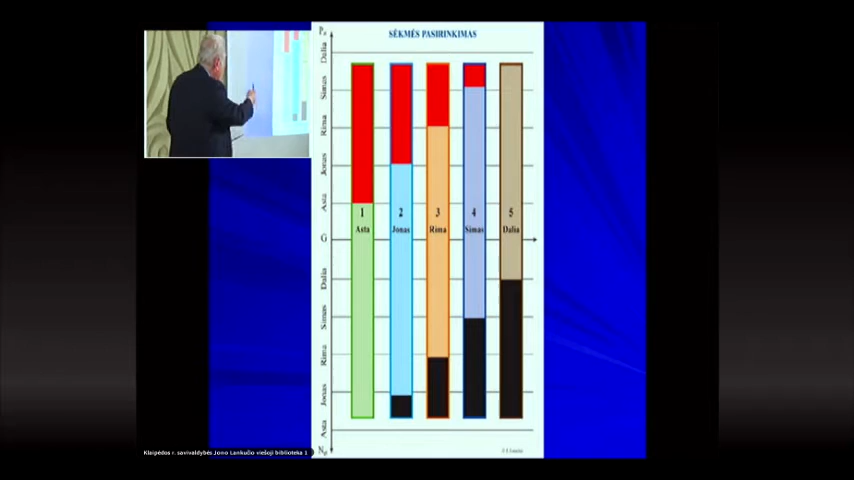 SĖKMĖS PASIRINKIMAS
Dalia
Simas
Rima
Jonas
Asta
G
Dalia
Simas
Rima
Jonas
Asta
1
Asta
2
Jonas
3
Rima
4
Simas
5
Dalia
Klaipėdos r. savivaldybės Jono Lankučio viešoji biblioteka 1